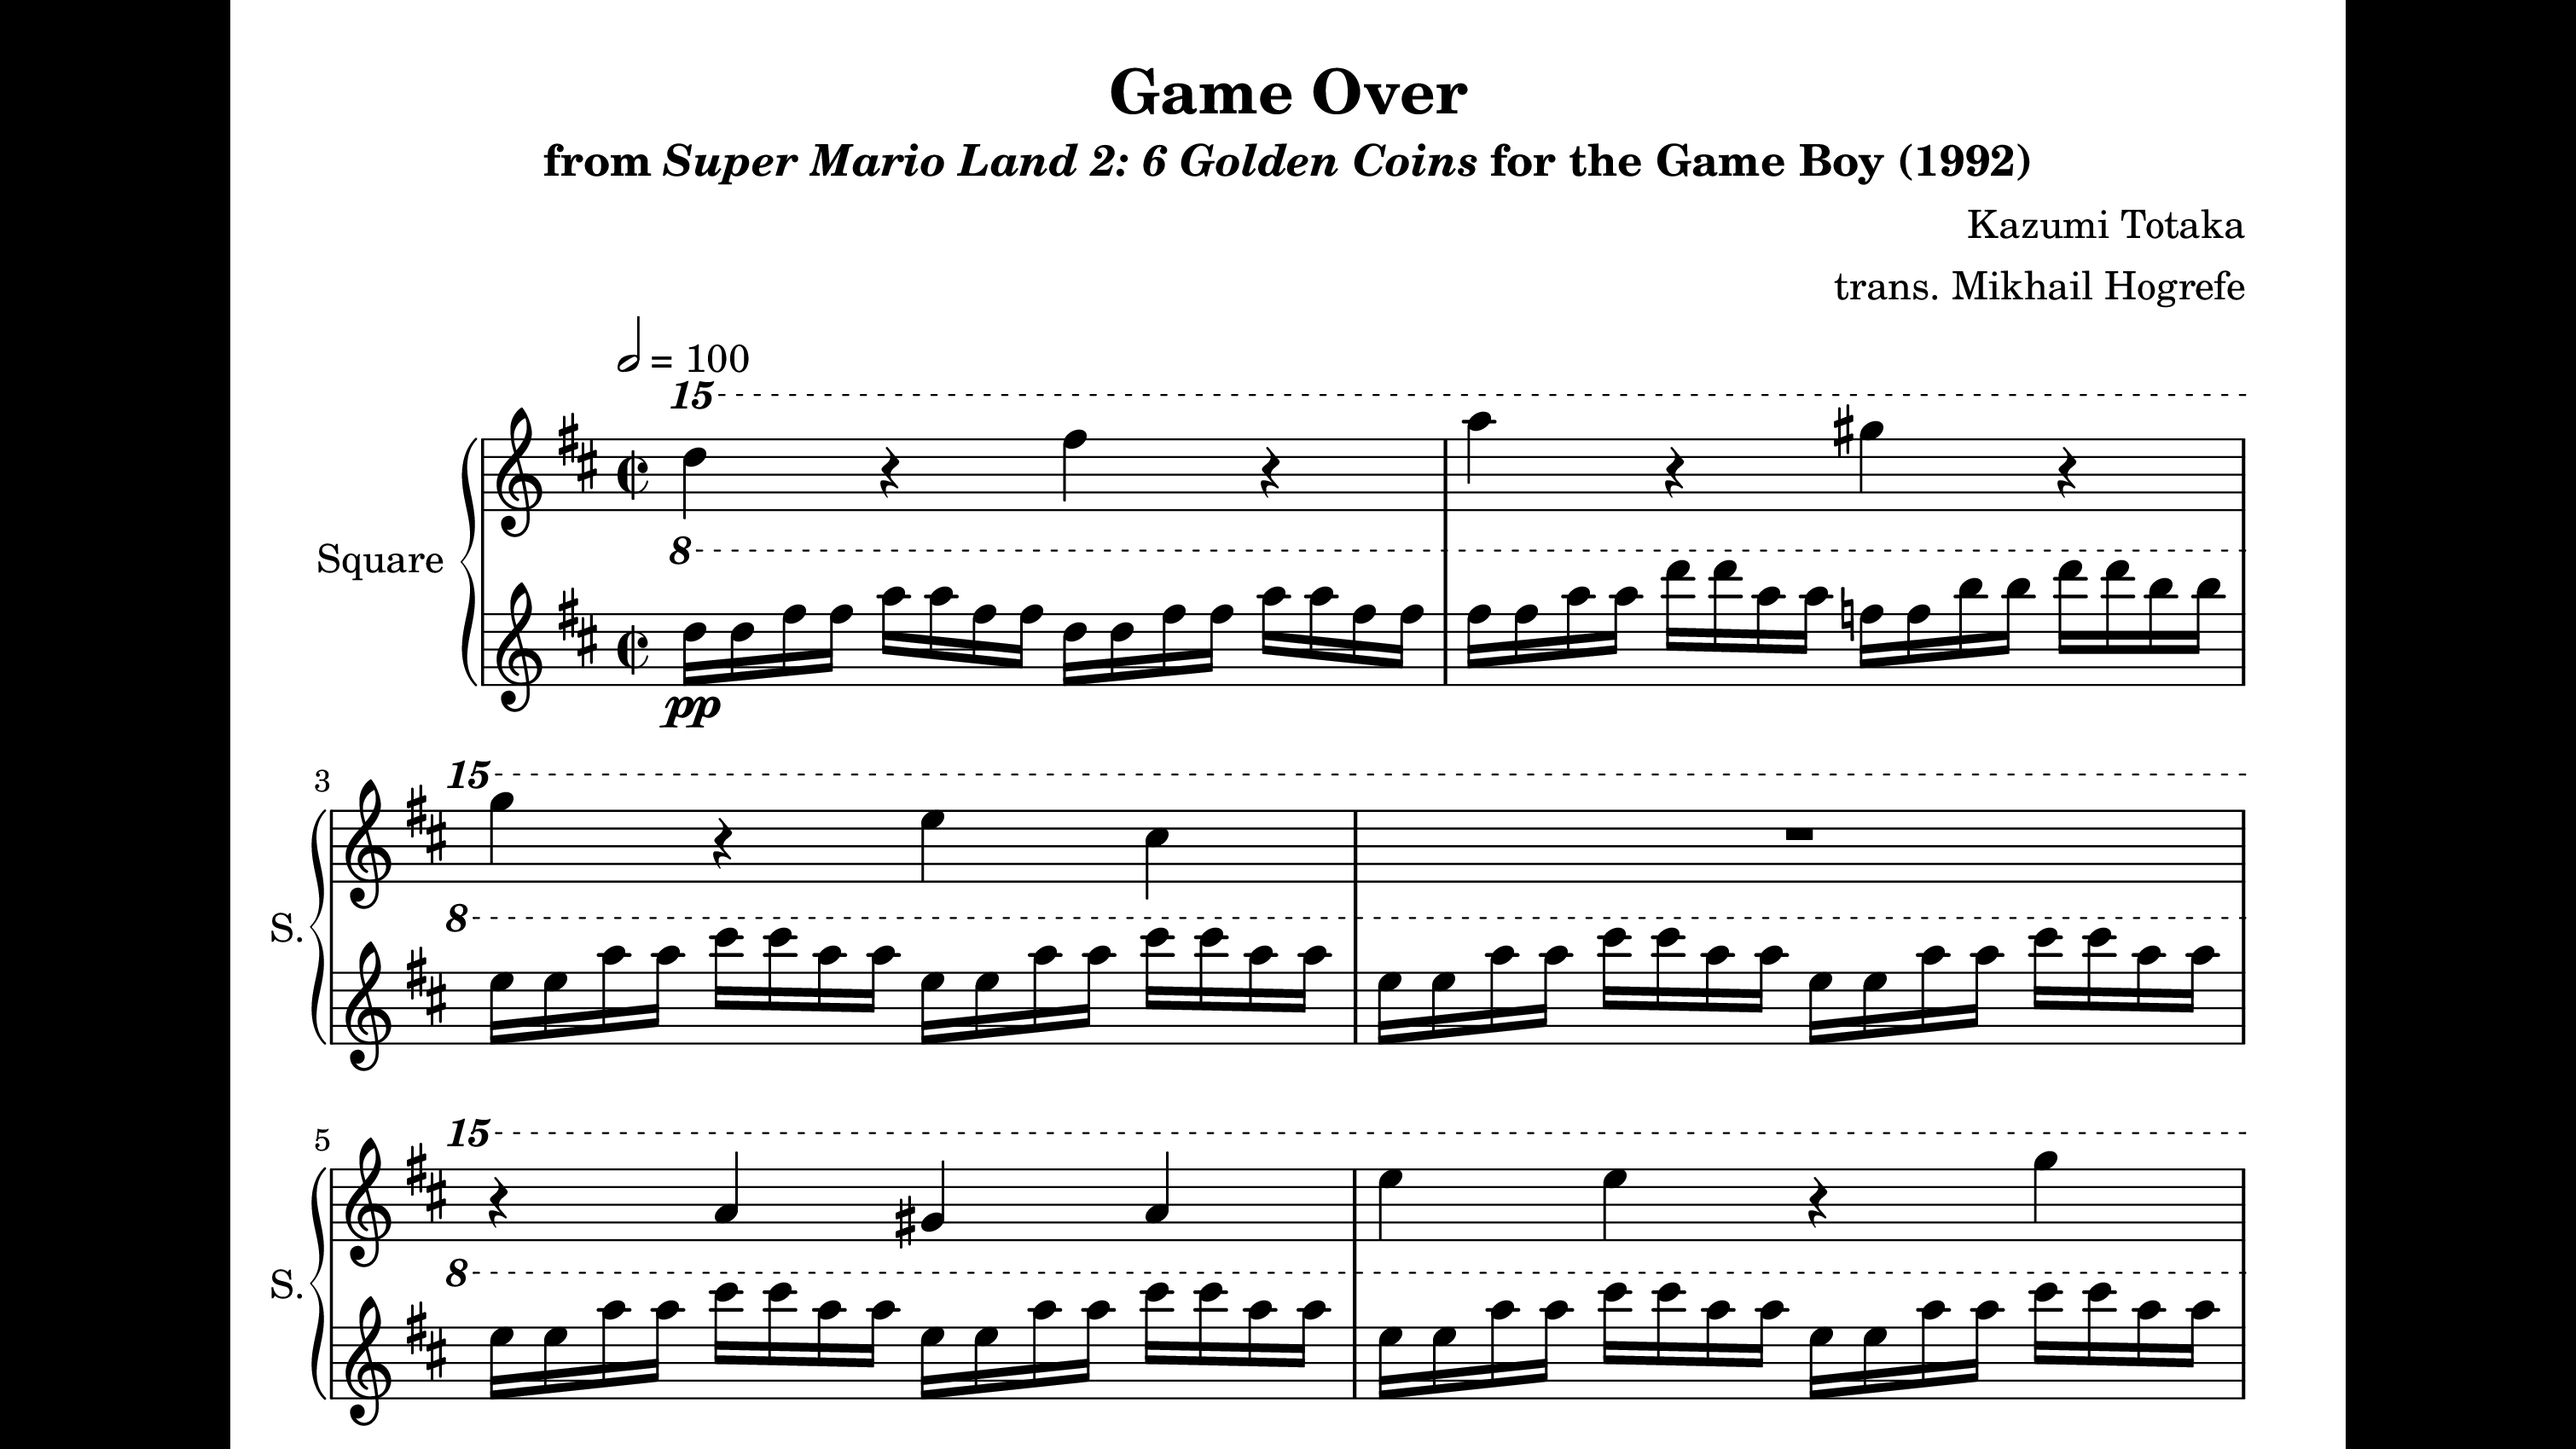 Game Over
from Super Mario Land 2: 6 Golden Coins for the Game Boy (1992)
Kazumi Totaka
trans. Mikhail Hogrefe
= 100
15
Square
8
pp
3
15
S.
8
5
15
S.
8